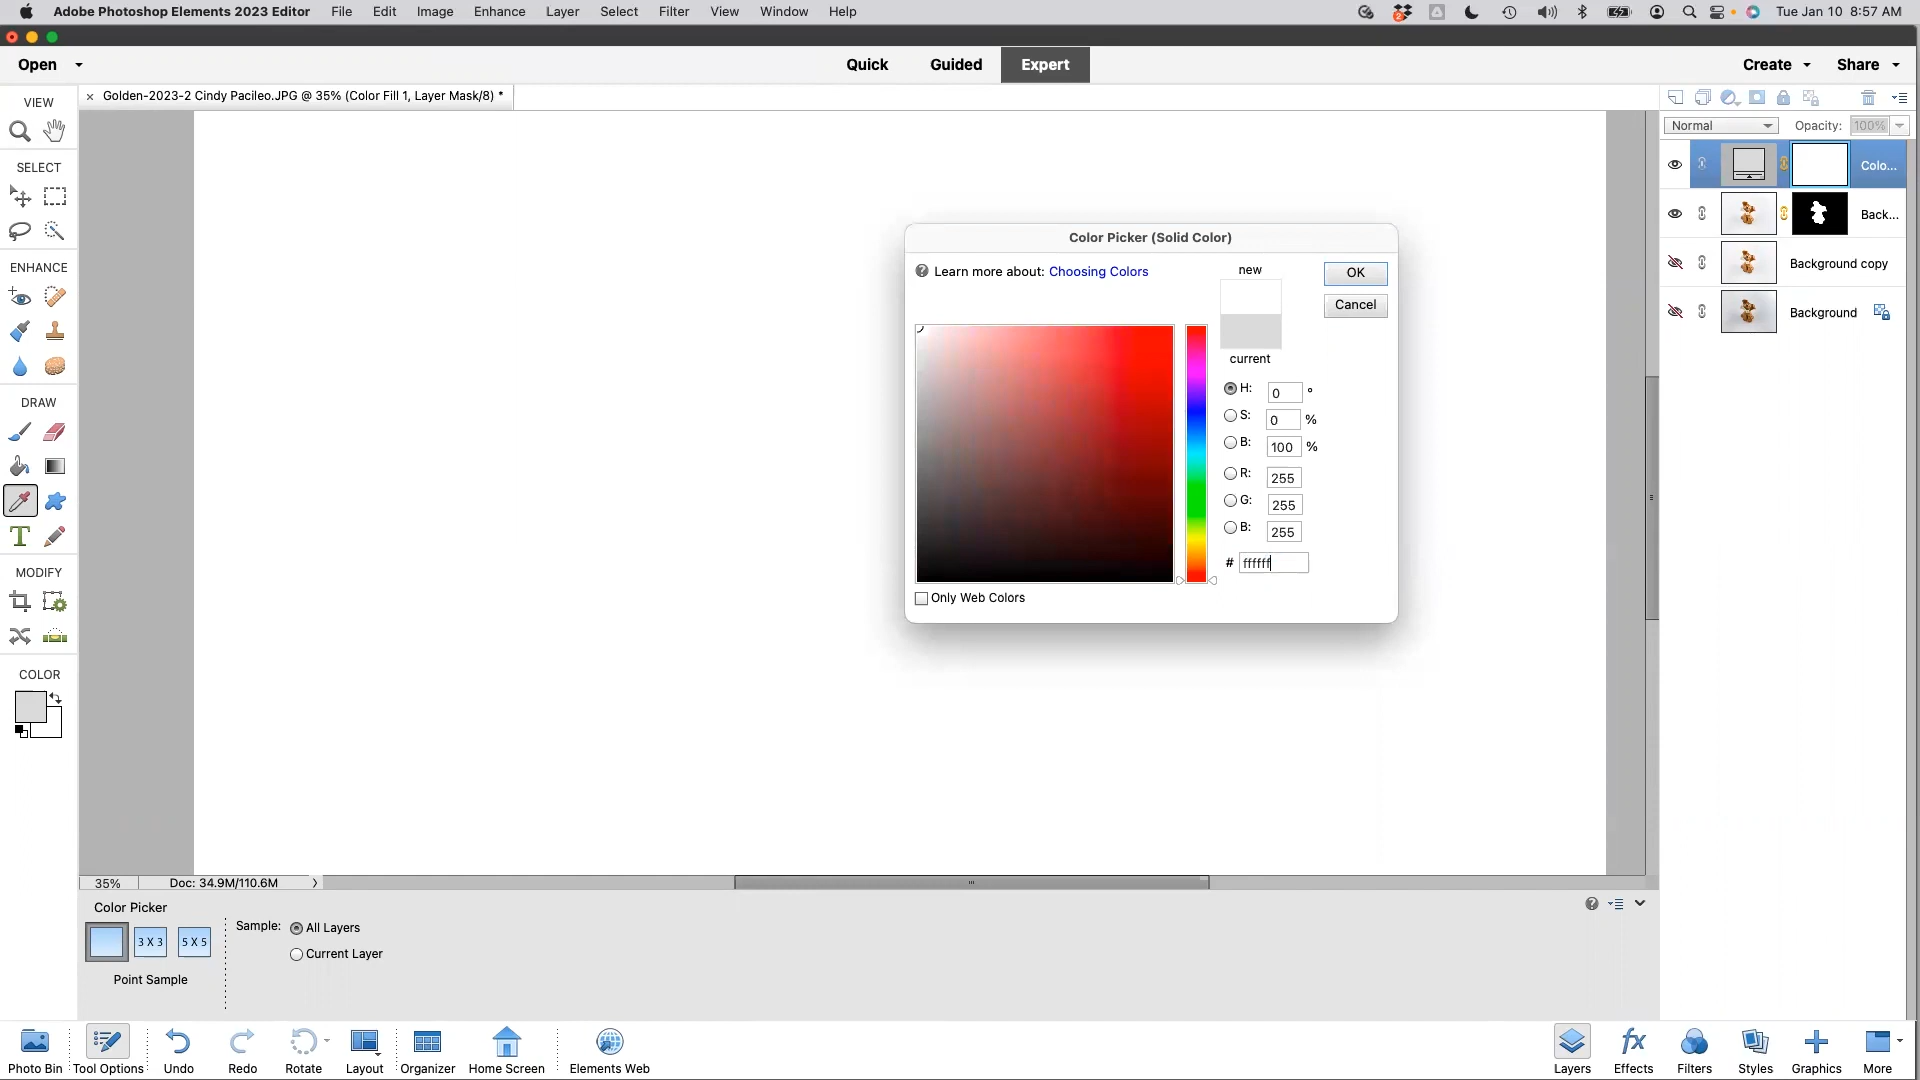 Adobe Photoshop Elements 2023 Editor File Edit Image Enhance Layer Select Filter View Window Help
2
Tue Jan 10 8:57 AM
Open
Quick Guided Expert
Create Share
× Golden-2023-2 Cindy Pacileo.JPG @ 35% (Color Fill 1, Layer Mask/8) *
VIEW
SELECT
ENHANCE
DRAW
T
MODIFY
COLOR
Color Picker (Solid Color)
Learn more about: Choosing Colors
new
current
OK
Cancel
H: 0 °
S: 0 %
B: 100 %
R: 255
G: 255
B: 255
# ffffff
Only Web Colors
Normal Opacity: 100%
Colo...
Back...
Background copy
Background
35% Doc: 34.9M/110.6M
Color Picker
3 X 3 5 X 5
Point Sample
Sample: All Layers
Current Layer
Photo Bin Tool Options Undo Redo Rotate Layout Organizer Home Screen Elements Web
fx
Layers Effects Filters Styles Graphics More